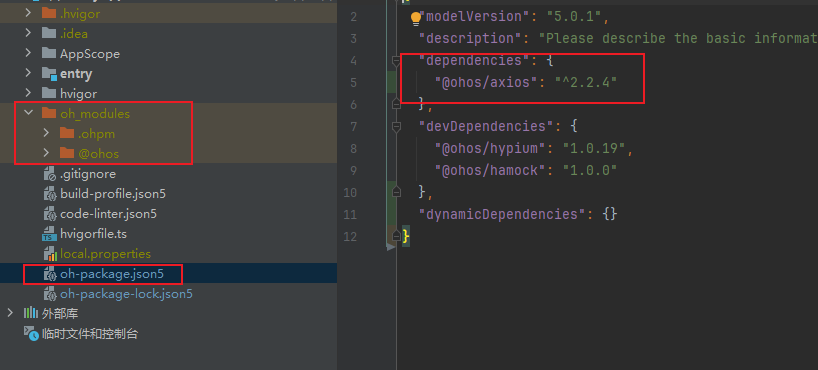 .hvigor
.idea
AppScope
entry
hvigor
oh_modules
.ohpm
@ohos
.gitignore
build-profile.json5
code-linter.json5
hvigorfile.ts
local.properties
oh-package.json5
oh-package-lock.json5
外部库
临时文件和控制台
2 "modelVersion": "5.0.1",
3 "description": "Please describe the basic informat
4 "dependencies": {
5 "@ohos/axios": "^2.2.4"
6 },
7 "devDependencies": {
8 "@ohos/hypium": "1.0.19",
9 "@ohos/hamock": "1.0.0"
10 },
11 "dynamicDependencies": {}
12 }